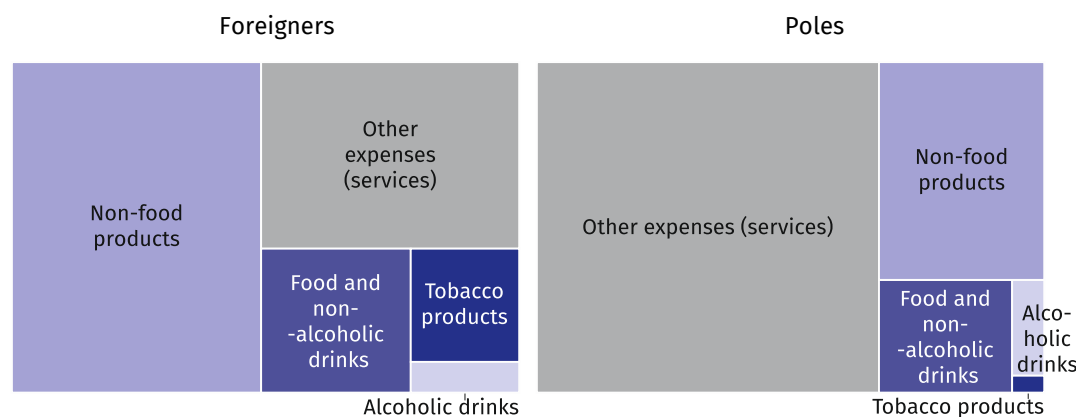 Foreigners
Non-food
products
Other
expenses
(services)
Food and
non-
-alcoholic
drinks
Tobacco
products
Alcoholic drinks
Poles
Other expenses (services)
Non-food
products
Food and
non-
-alcoholic
drinks
Alco-
holic
drinks
Tobacco products